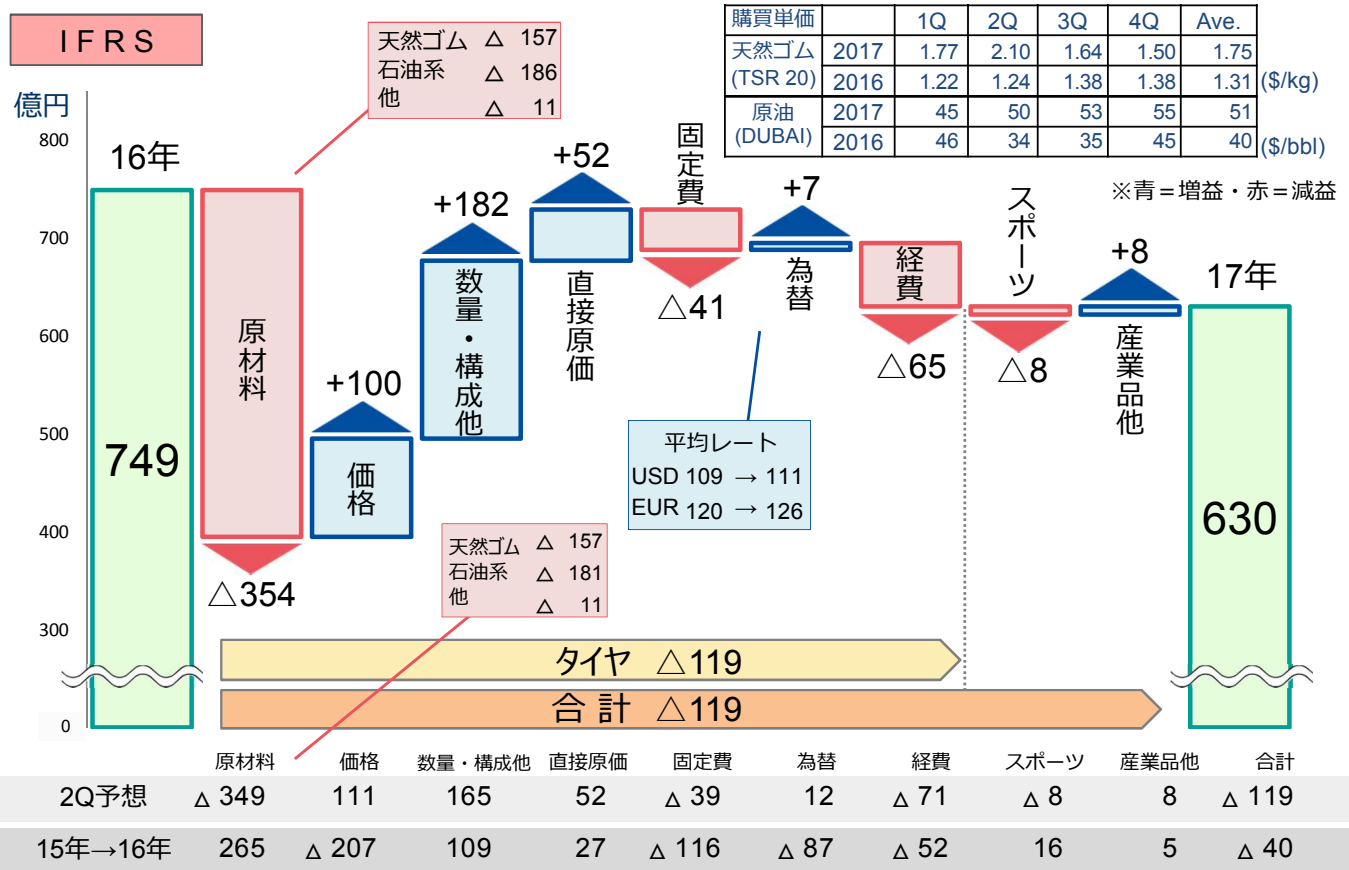 ＩＦＲＳ
天然ゴム △ 157
石油系 △ 186
他 △ 11
購買単価 1Q 2Q 3Q 4Q Ave.
天然ゴム 2017 1.77 2.10 1.64 1.50 1.75
(TSR 20) 2016 1.22 1.24 1.38 1.38 1.31 ($/kg)
原油 2017 45 50 53 55 51
(DUBAI) 2016 46 34 35 45 40 ($/bbl)
※青＝増益・赤＝減益
億円
800
700
600
500
400
300
0
16年
749
原材料
△354
+100
価格
+182
数量・構成他
+52
直接原価
固定費
△41
+7
為替
経費
△65
スポーツ
△8
+8
産業品他
17年
630
平均レート
USD 109 → 111
EUR 120 → 126
天然ゴム △ 157
石油系 △ 181
他 △ 11
タイヤ △119
合 計 △119
原材料 価格 数量・構成他 直接原価 固定費 為替 経費 スポーツ 産業品他 合計
2Q予想 △ 349 111 165 52 △ 39 12 △ 71 △ 8 8 △ 119
15年→16年 265 △ 207 109 27 △ 116 △ 87 △ 52 16 5 △ 40